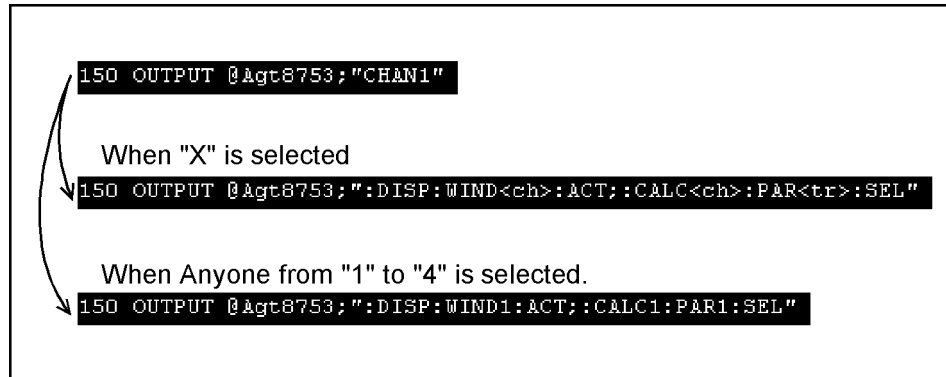 150 OUTPUT @Agt8753;"CHAN1"
When "X" is selected
150 OUTPUT @Agt8753;":DISP:WIND<ch>:ACT;:CALC<ch>:PAR<tr>:SEL"
When Anyone from "1" to "4" is selected.
150 OUTPUT @Agt8753;":DISP:WIND1:ACT;:CALC1:PAR1:SEL"